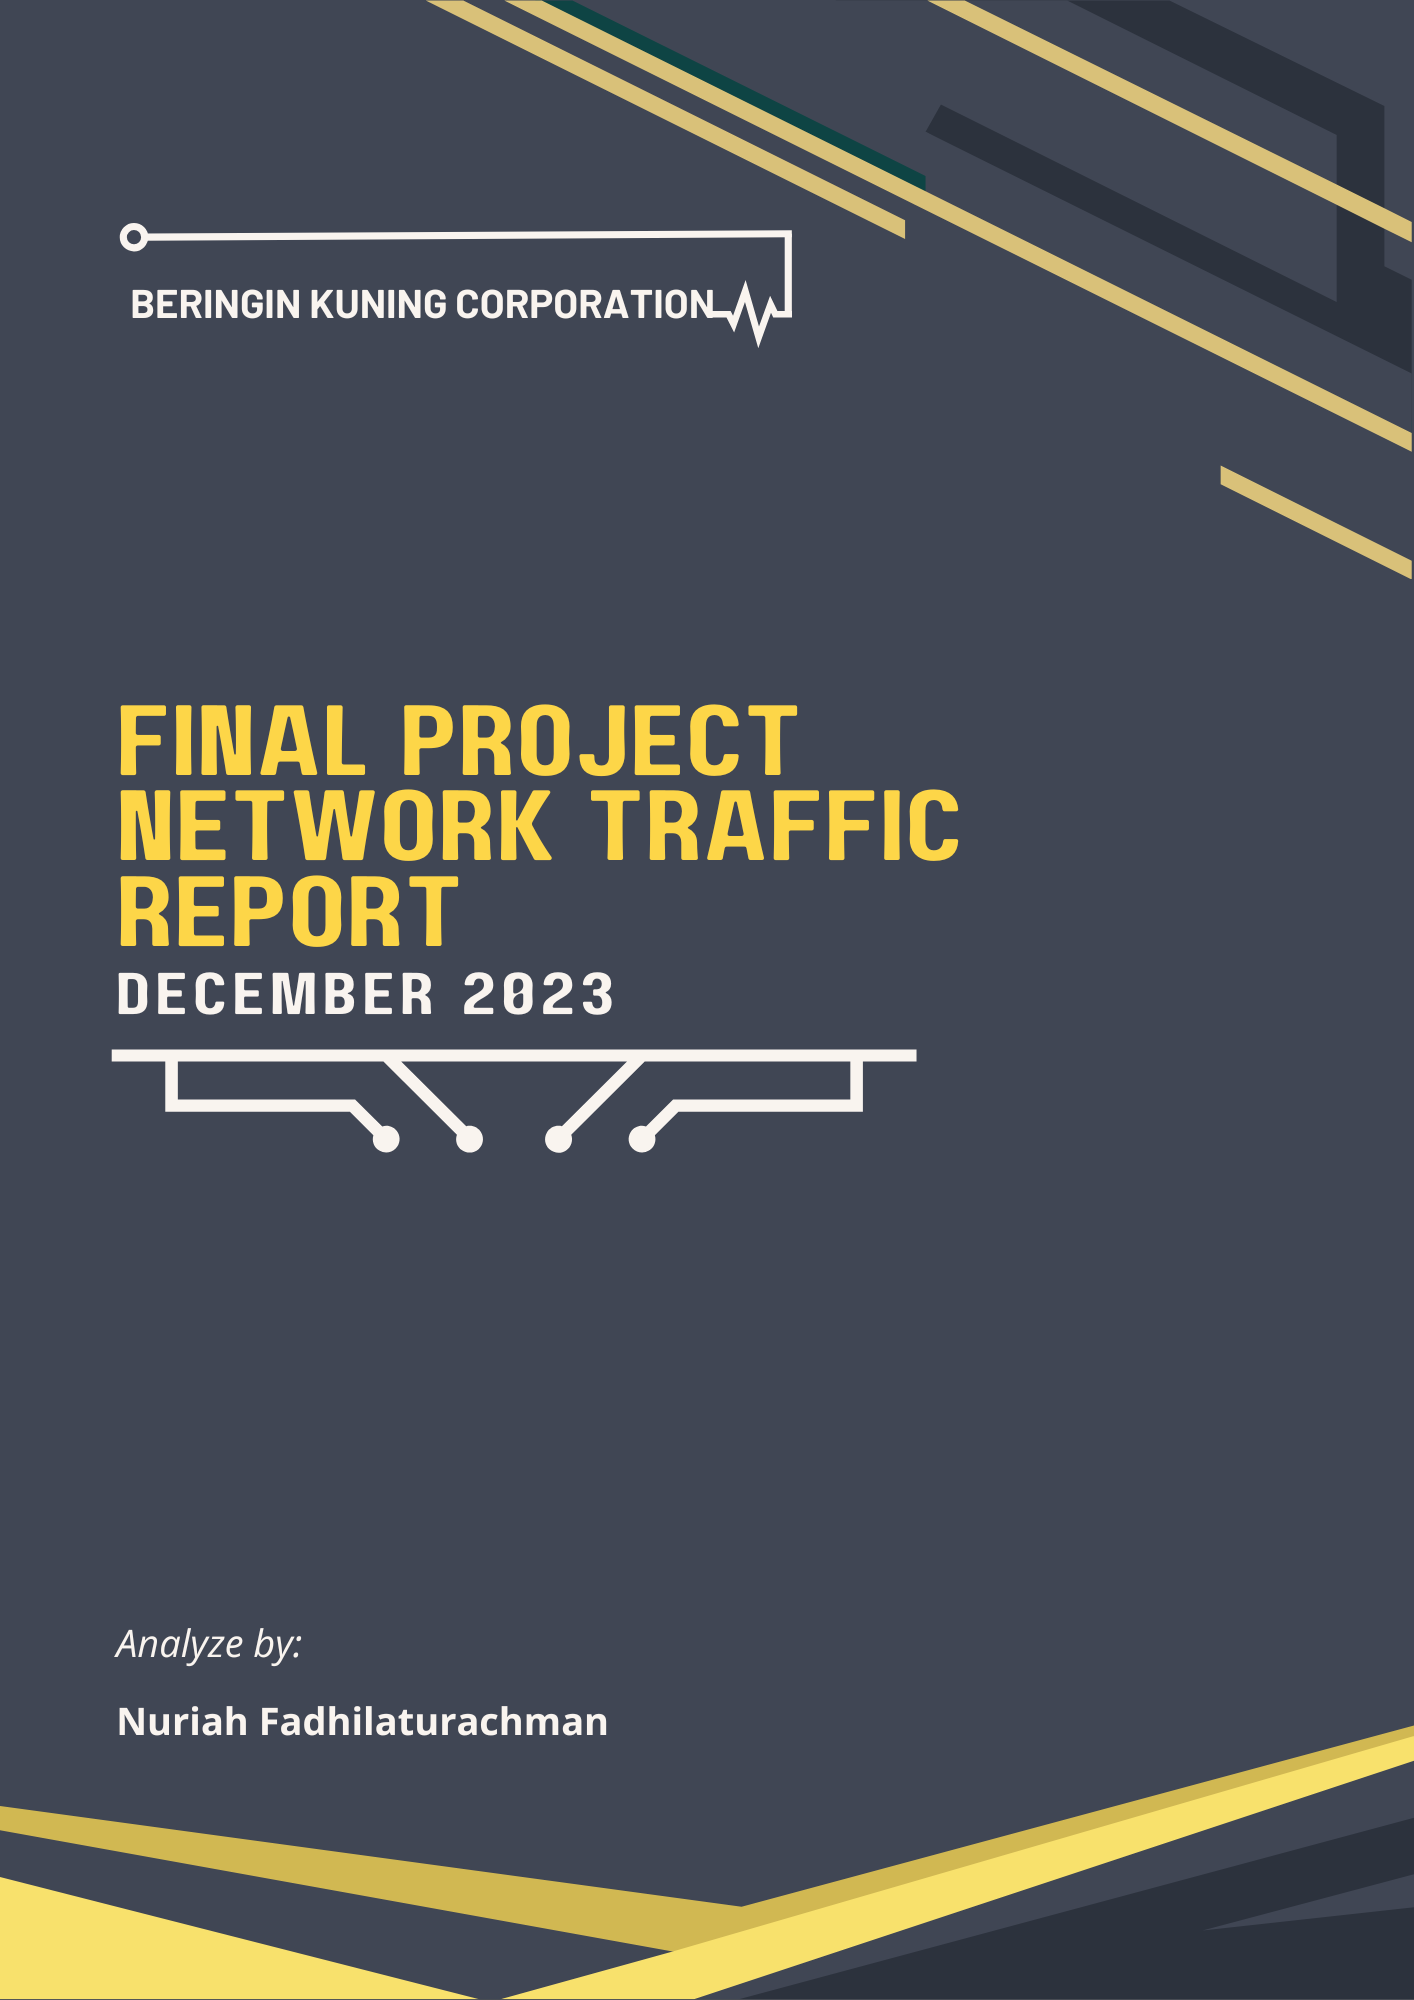 BERINGIN KUNING CORPORATION
FINAL PROJECT
NETWORK TRAFFIC
REPORT
DECEMBER 2023
Analyze by:
Nuriah Fadhilaturachman